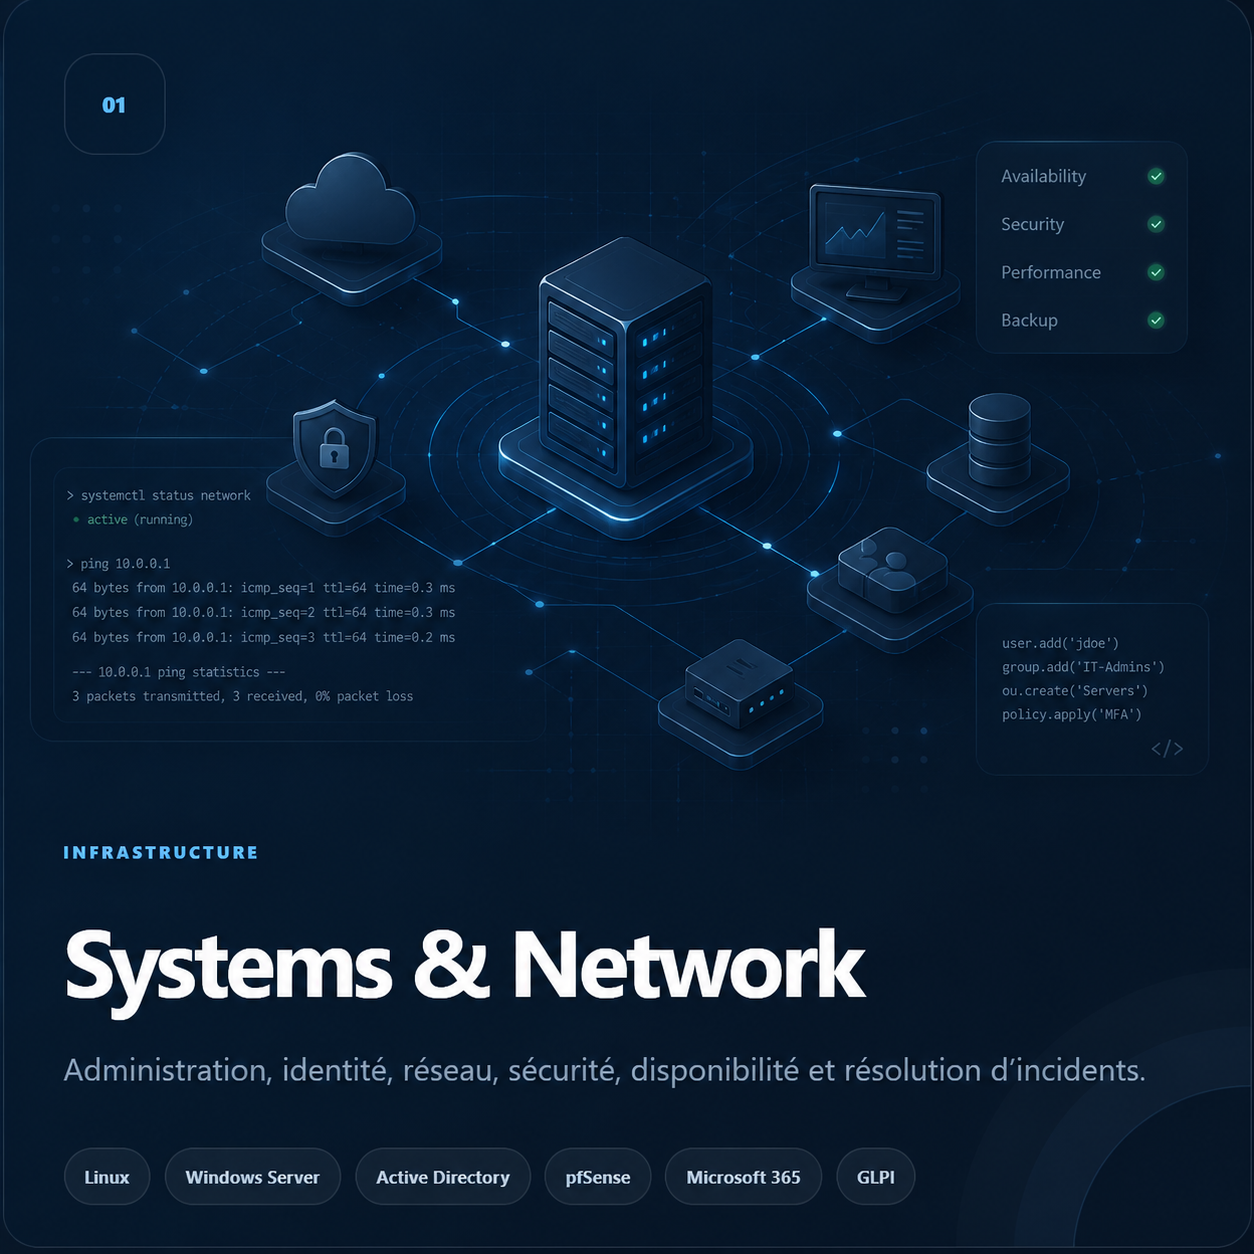 01
Availability
Security
Performance
Backup
> systemctl status network
• active (running)
> ping 10.0.0.1
64 bytes from 10.0.0.1: icmp_seq=1 ttl=64 time=0.3 ms
64 bytes from 10.0.0.1: icmp_seq=2 ttl=64 time=0.3 ms
64 bytes from 10.0.0.1: icmp_seq=3 ttl=64 time=0.2 ms
--- 10.0.0.1 ping statistics ---
3 packets transmitted, 3 received, 0% packet loss
user.add('jdoe')
group.add('IT-Admins')
ou.create('Servers')
policy.apply('MFA')
</>
INFRASTRUCTURE
Systems & Network
Administration, identité, réseau, sécurité, disponibilité et résolution d’incidents.
Linux
Windows Server
Active Directory
pfSense
Microsoft 365
GLPI